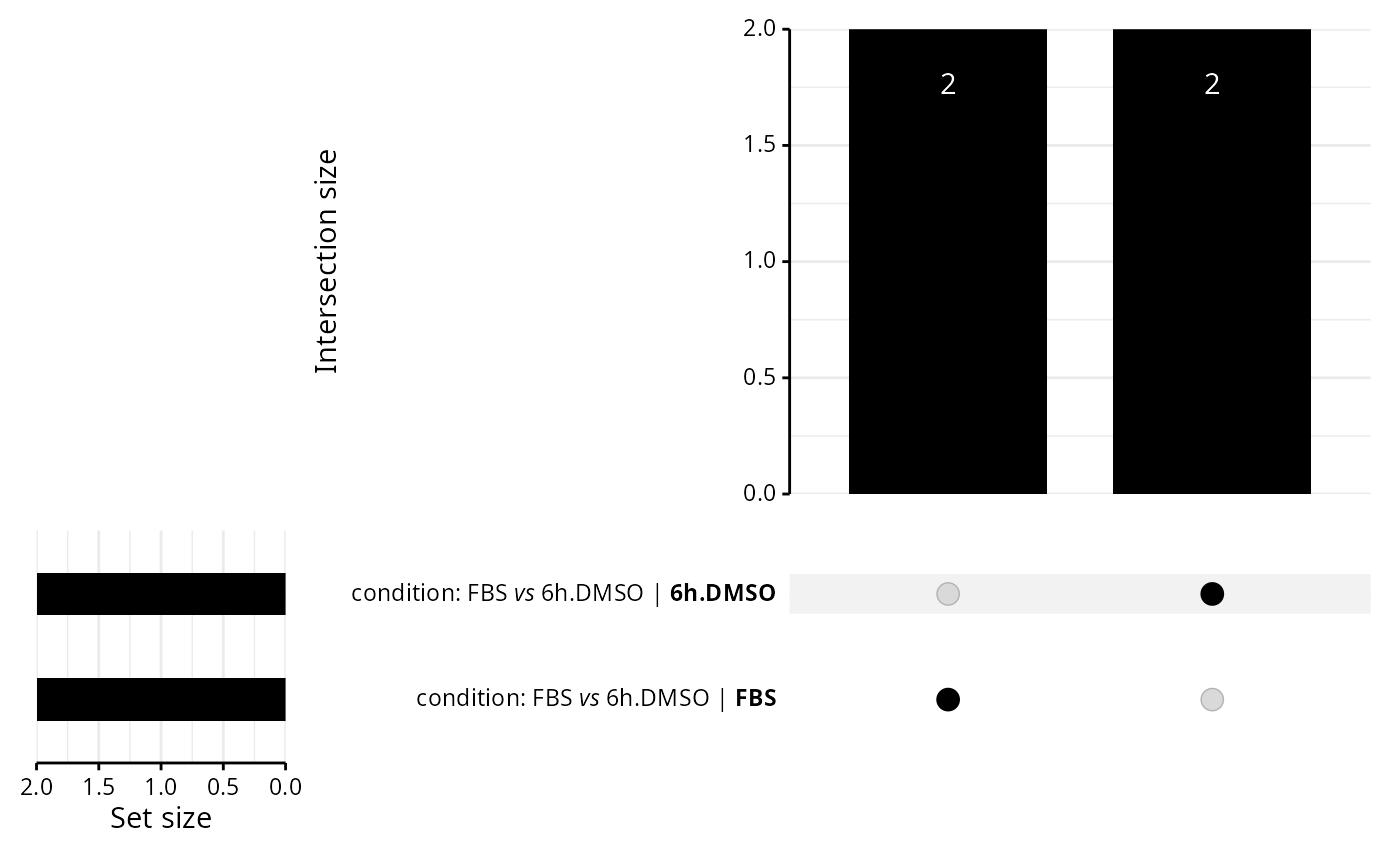 Intersection size
2.0
1.5
1.0
0.5
0.0
2
2
condition: FBS vs 6h.DMSO | 6h.DMSO
condition: FBS vs 6h.DMSO | FBS
2.0 1.5 1.0 0.5 0.0
Set size